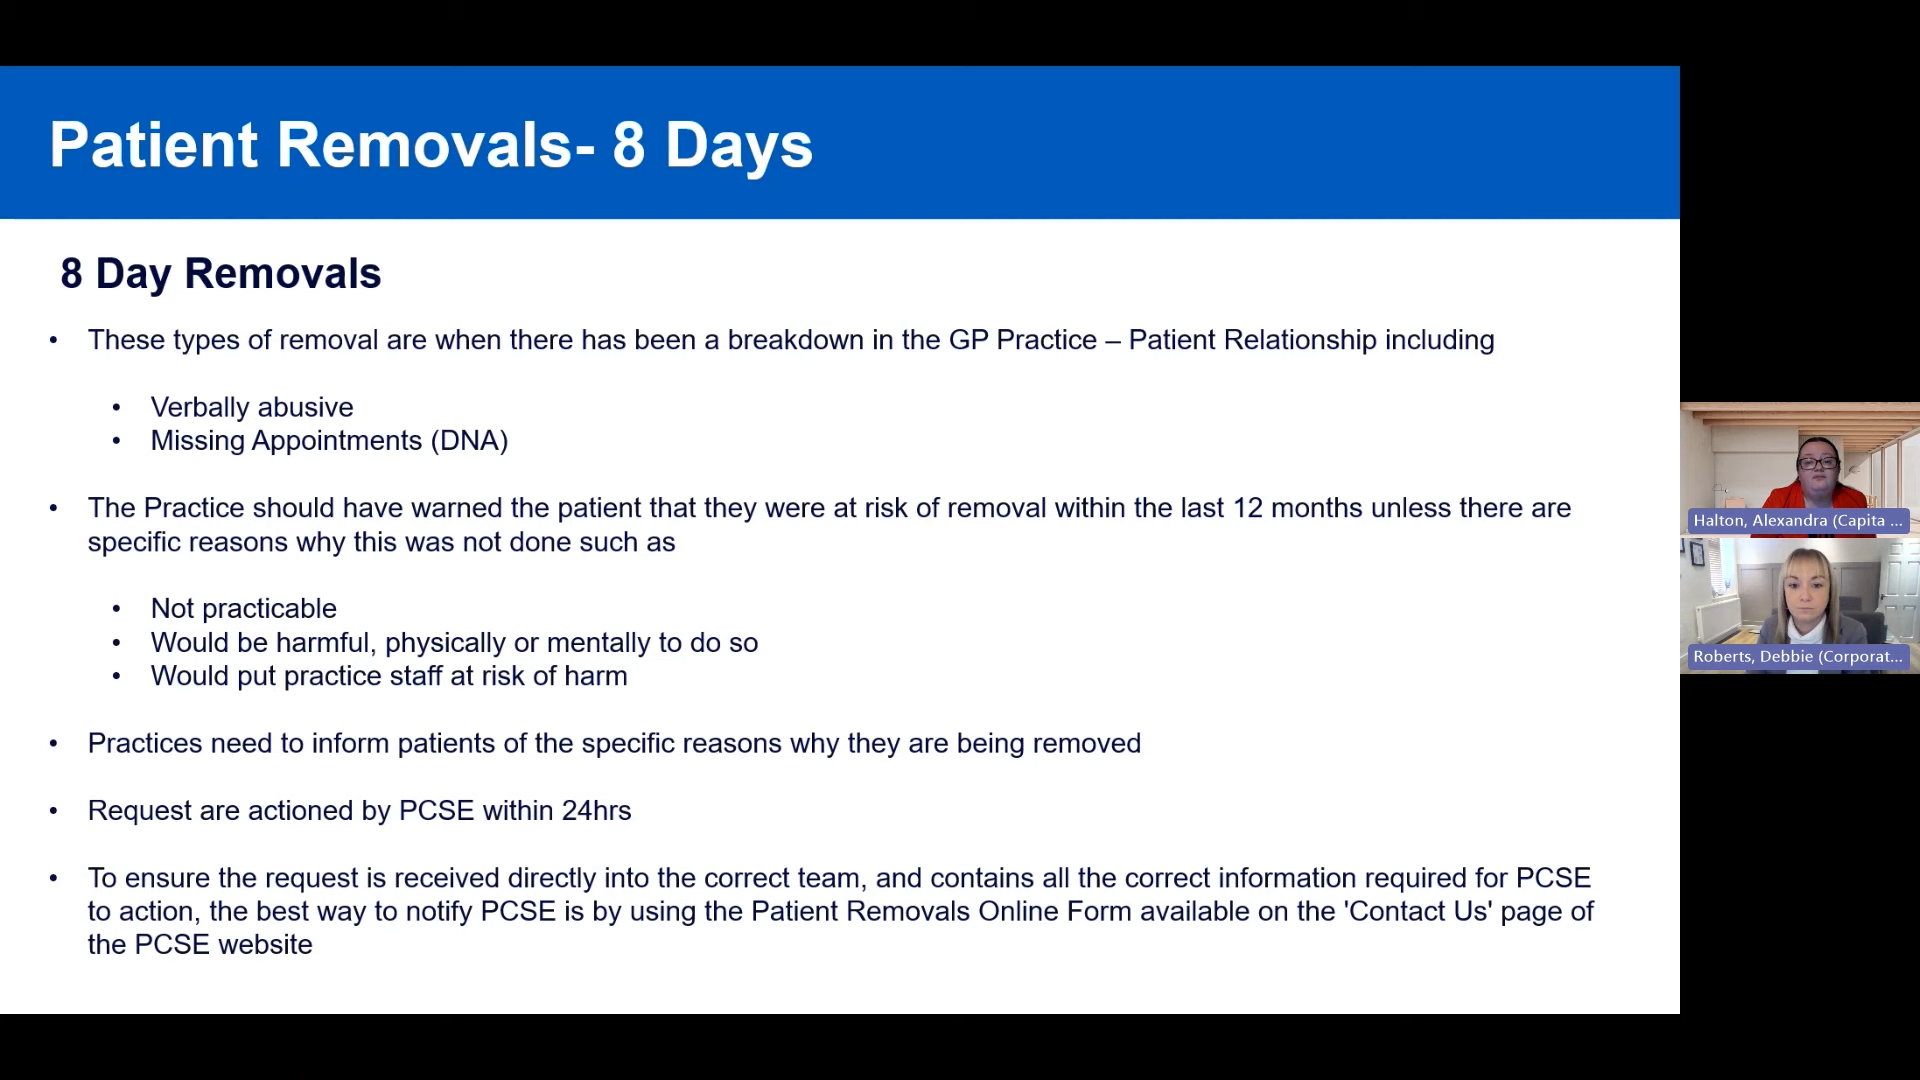 Patient Removals- 8 Days
8 Day Removals
• These types of removal are when there has been a breakdown in the GP Practice – Patient Relationship including
• Verbally abusive
• Missing Appointments (DNA)
• The Practice should have warned the patient that they were at risk of removal within the last 12 months unless there are
specific reasons why this was not done such as
• Not practicable
• Would be harmful, physically or mentally to do so
• Would put practice staff at risk of harm
• Practices need to inform patients of the specific reasons why they are being removed
• Request are actioned by PCSE within 24hrs
• To ensure the request is received directly into the correct team, and contains all the correct information required for PCSE
to action, the best way to notify PCSE is by using the Patient Removals Online Form available on the 'Contact Us' page of
the PCSE website
Halton, Alexandra (Capita ...
Roberts, Debbie (Corporat...